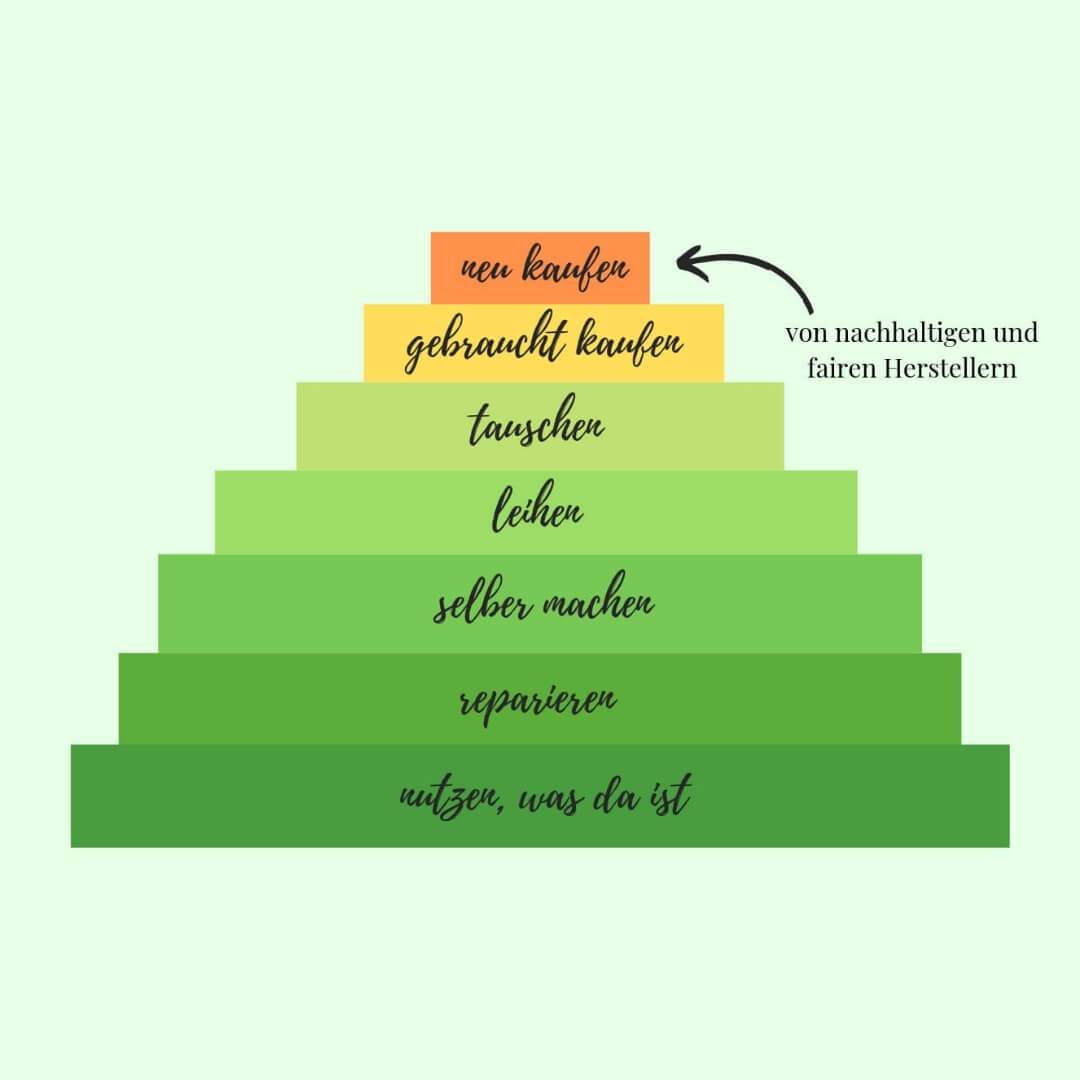 neu kaufen
von nachhaltigen und
fairen Herstellern
gebraucht kaufen
tauschen
leihen
selber machen
reparieren
nutzen, was da ist